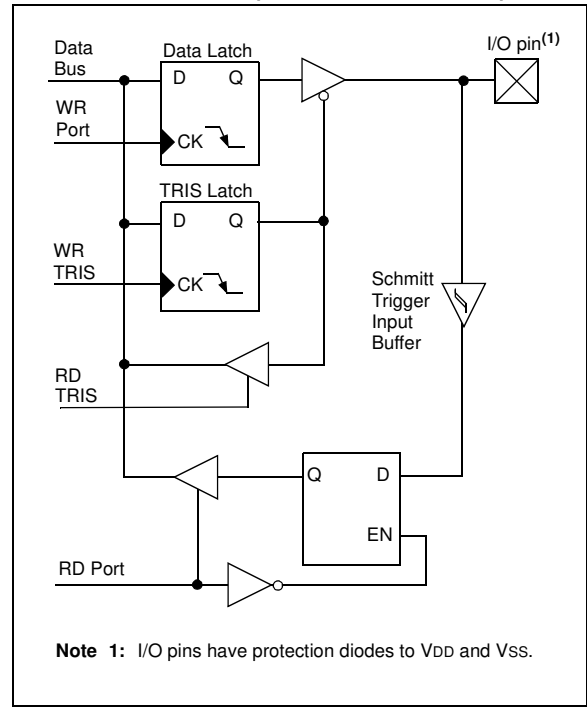 Data
Bus
Data Latch
I/O pin(1)
D Q
WR
Port
CK
TRIS Latch
D Q
WR
TRIS
CK
Schmitt
Trigger
Input
Buffer
RD
TRIS
Q D
EN
RD Port
Note 1: I/O pins have protection diodes to VDD and VSS.